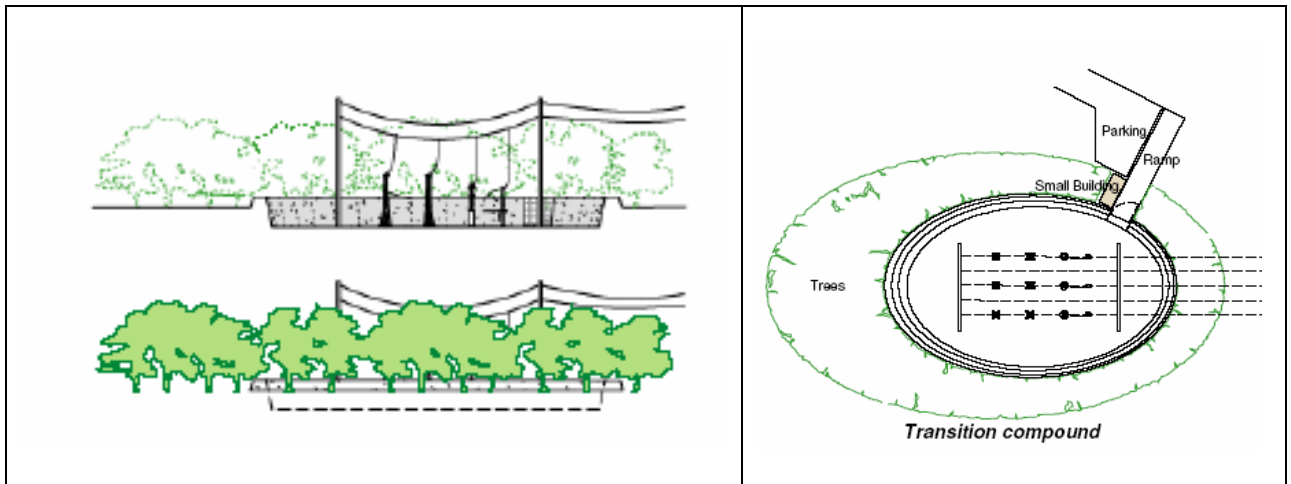 Parking
Ramp
Small Building
Trees
Transition compound